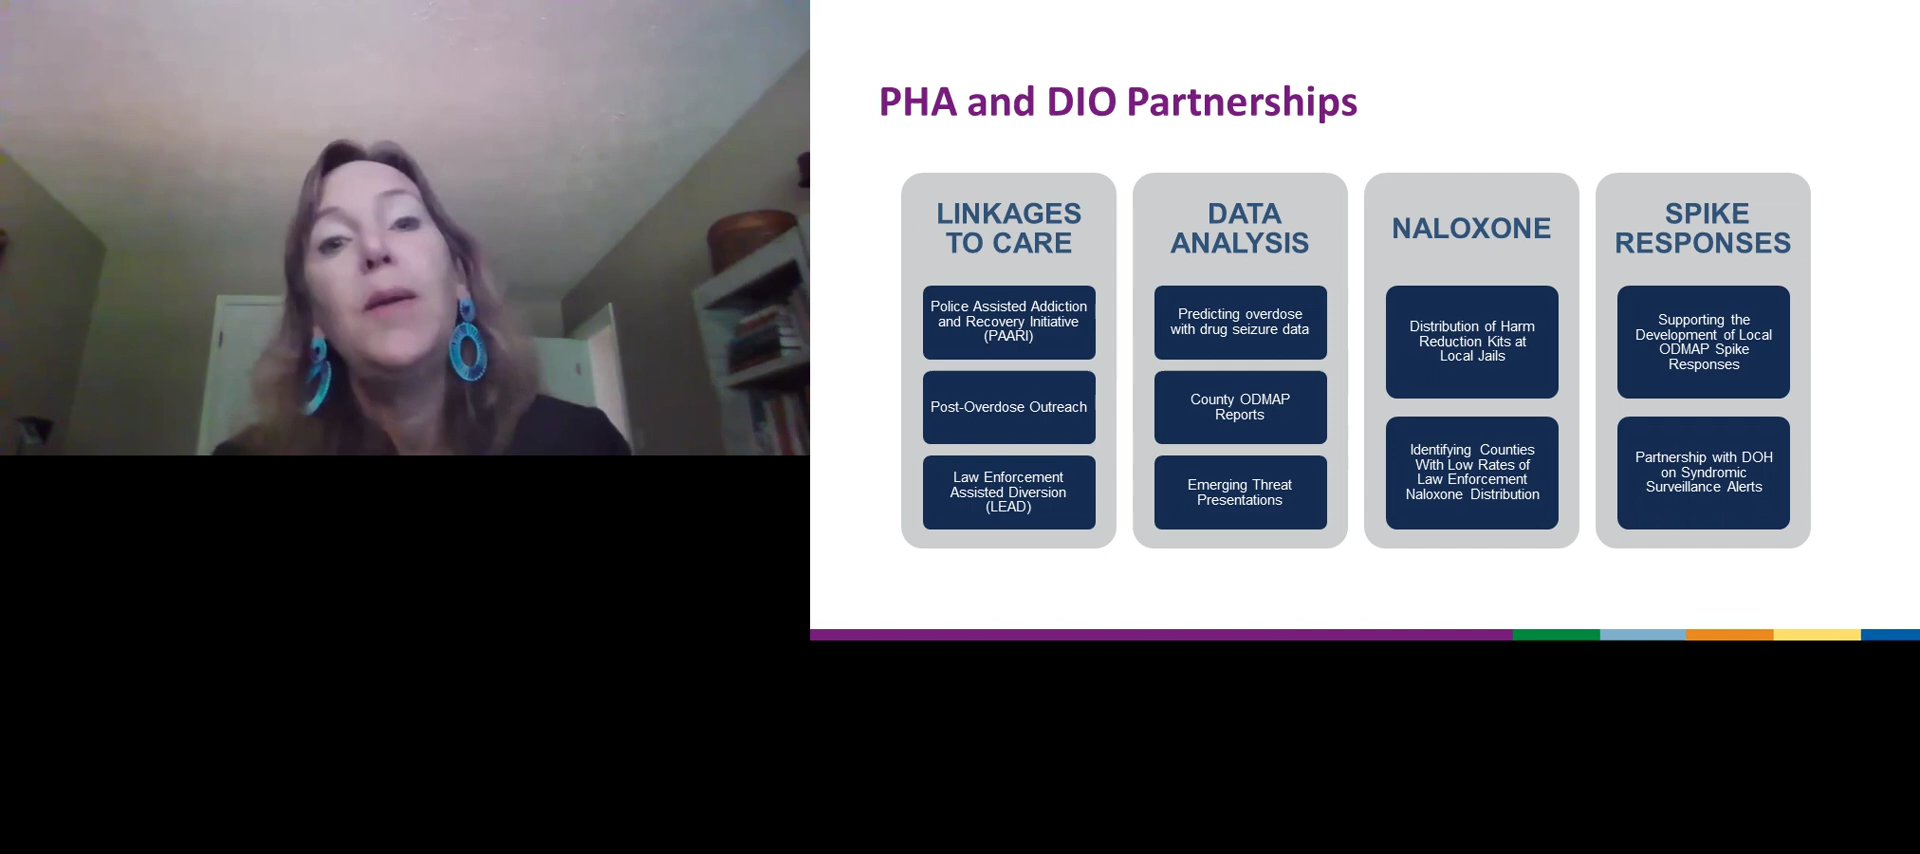 PHA and DIO Partnerships
LINKAGES
TO CARE
Police Assisted Addiction
and Recovery Initiative
(PAARI)
Post-Overdose Outreach
Law Enforcement
Assisted Diversion
(LEAD)
DATA
ANALYSIS
Predicting overdose
with drug seizure data
County ODMAP
Reports
Emerging Threat
Presentations
NALOXONE
Distribution of Harm
Reduction Kits at
Local Jails
Identifying Counties
With Low Rates of
Law Enforcement
Naloxone Distribution
SPIKE
RESPONSES
Supporting the
Development of Local
ODMAP Spike
Responses
Partnership with DOH
on Syndromic
Surveillance Alerts